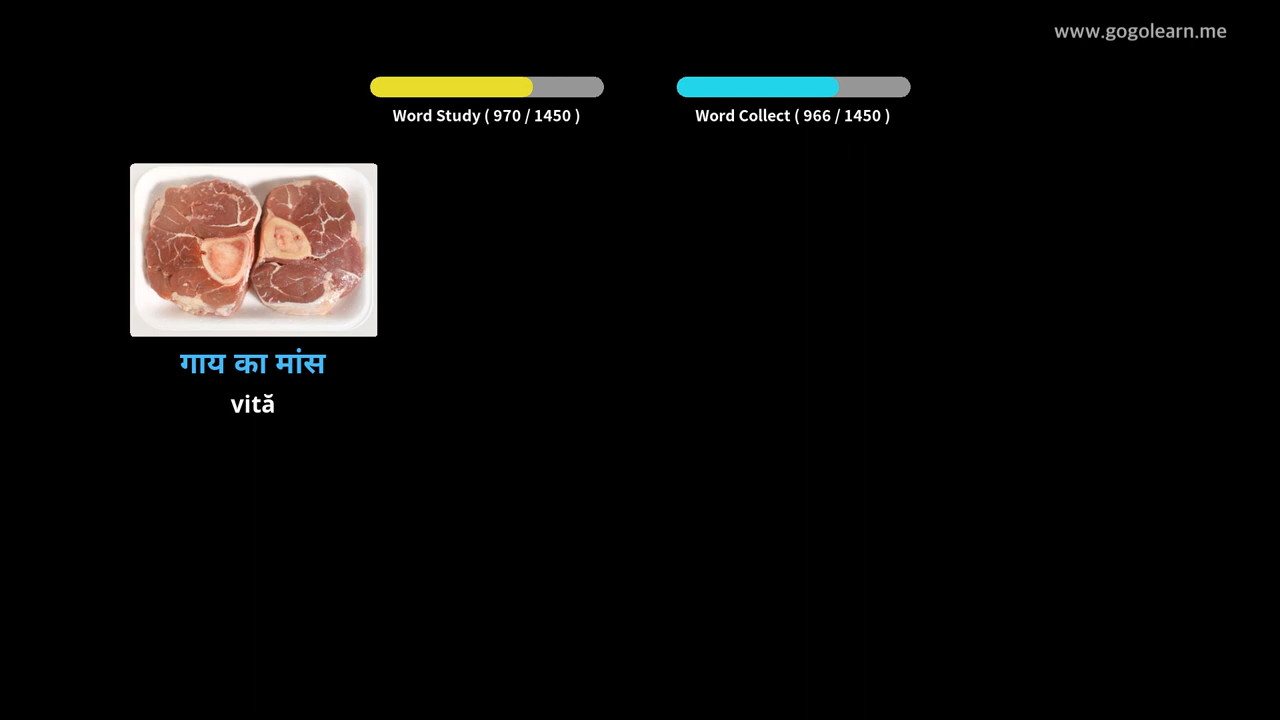 www.gogolearn.me
Word Study ( 970 / 1450 )
Word Collect ( 966 / 1450 )
गाय का मांस
vită